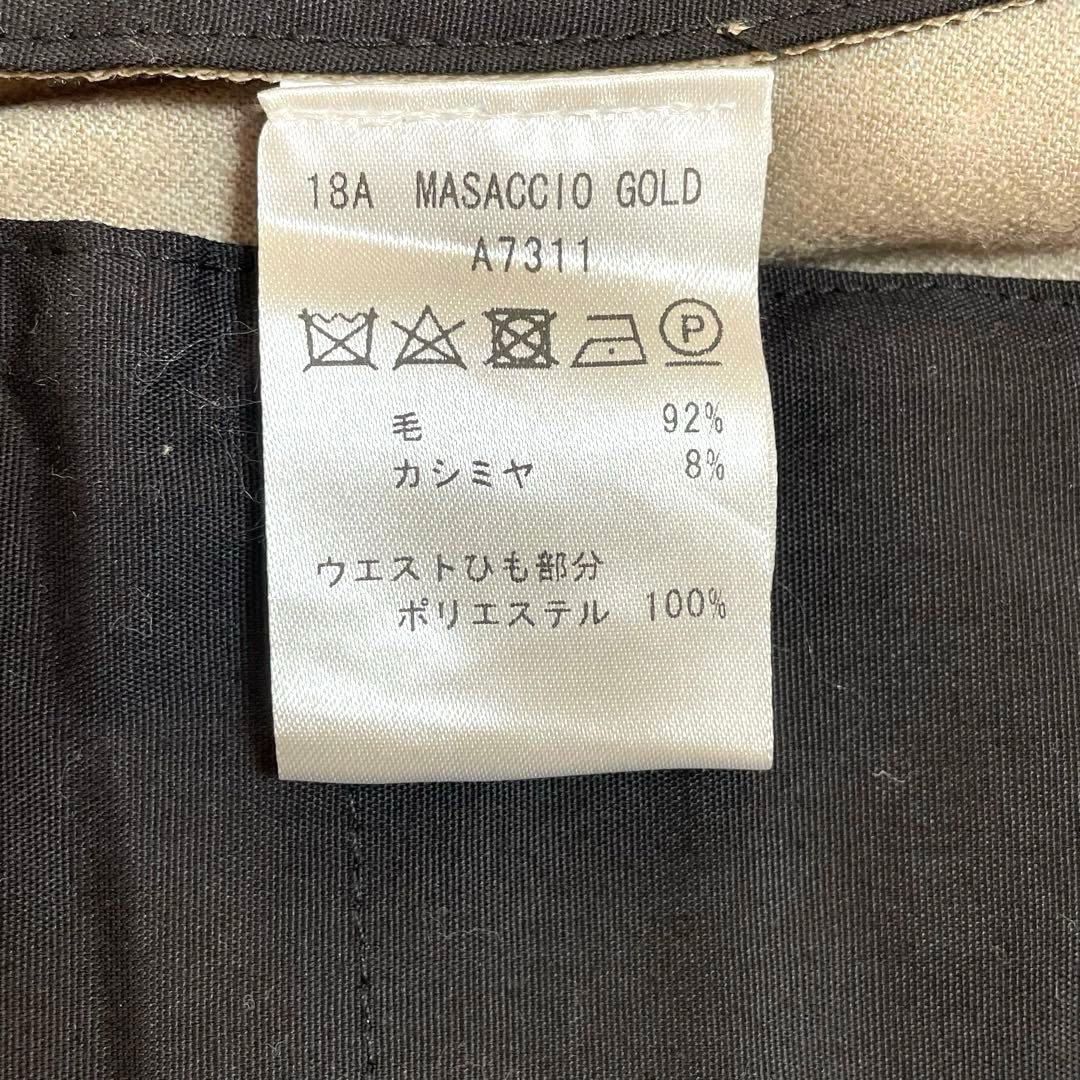 18A MASACCIO GOLD
A7311
P
毛 92%
カシミヤ 8%
ウエストひも部分
ポリエステル 100%